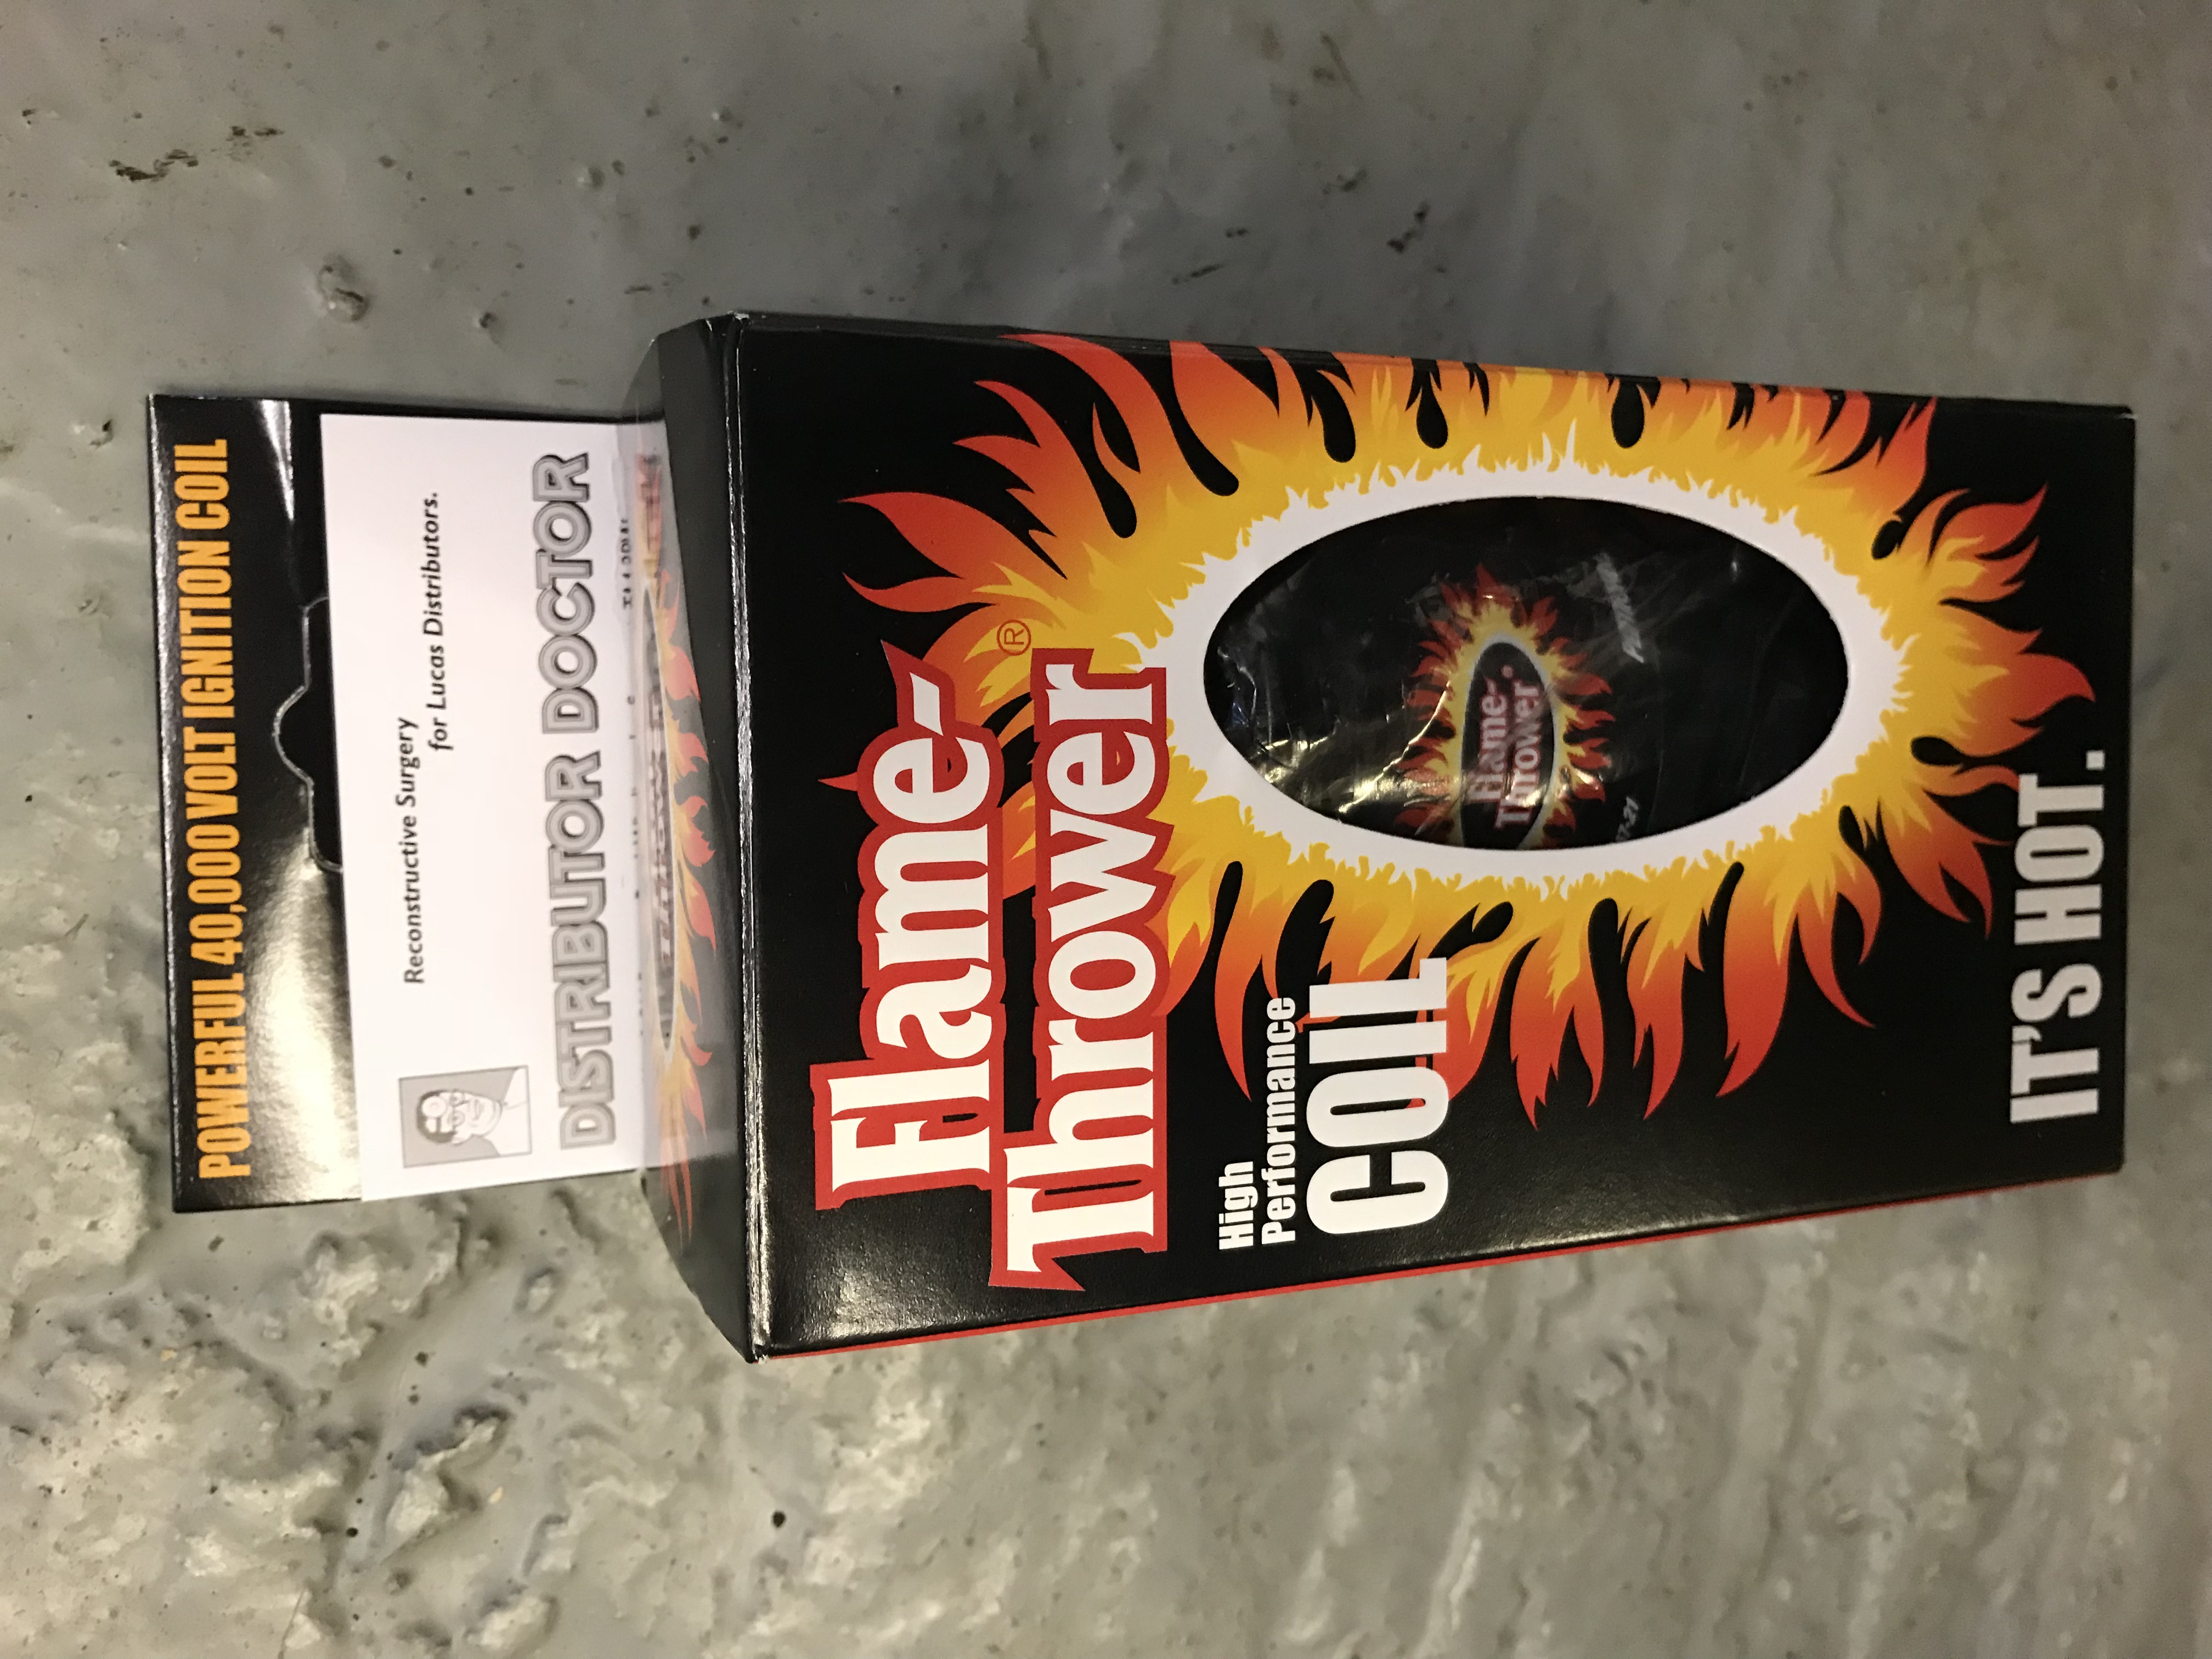 POWERFUL 40,000 VOLT IGNITION COIL
Reconstructive Surgery
for Lucas Distributors.
DISTRIBUTOR DOCTOR
Flame-
Thrower®
High
Performance
COIL
Flame-
Thrower
IT'S HOT.